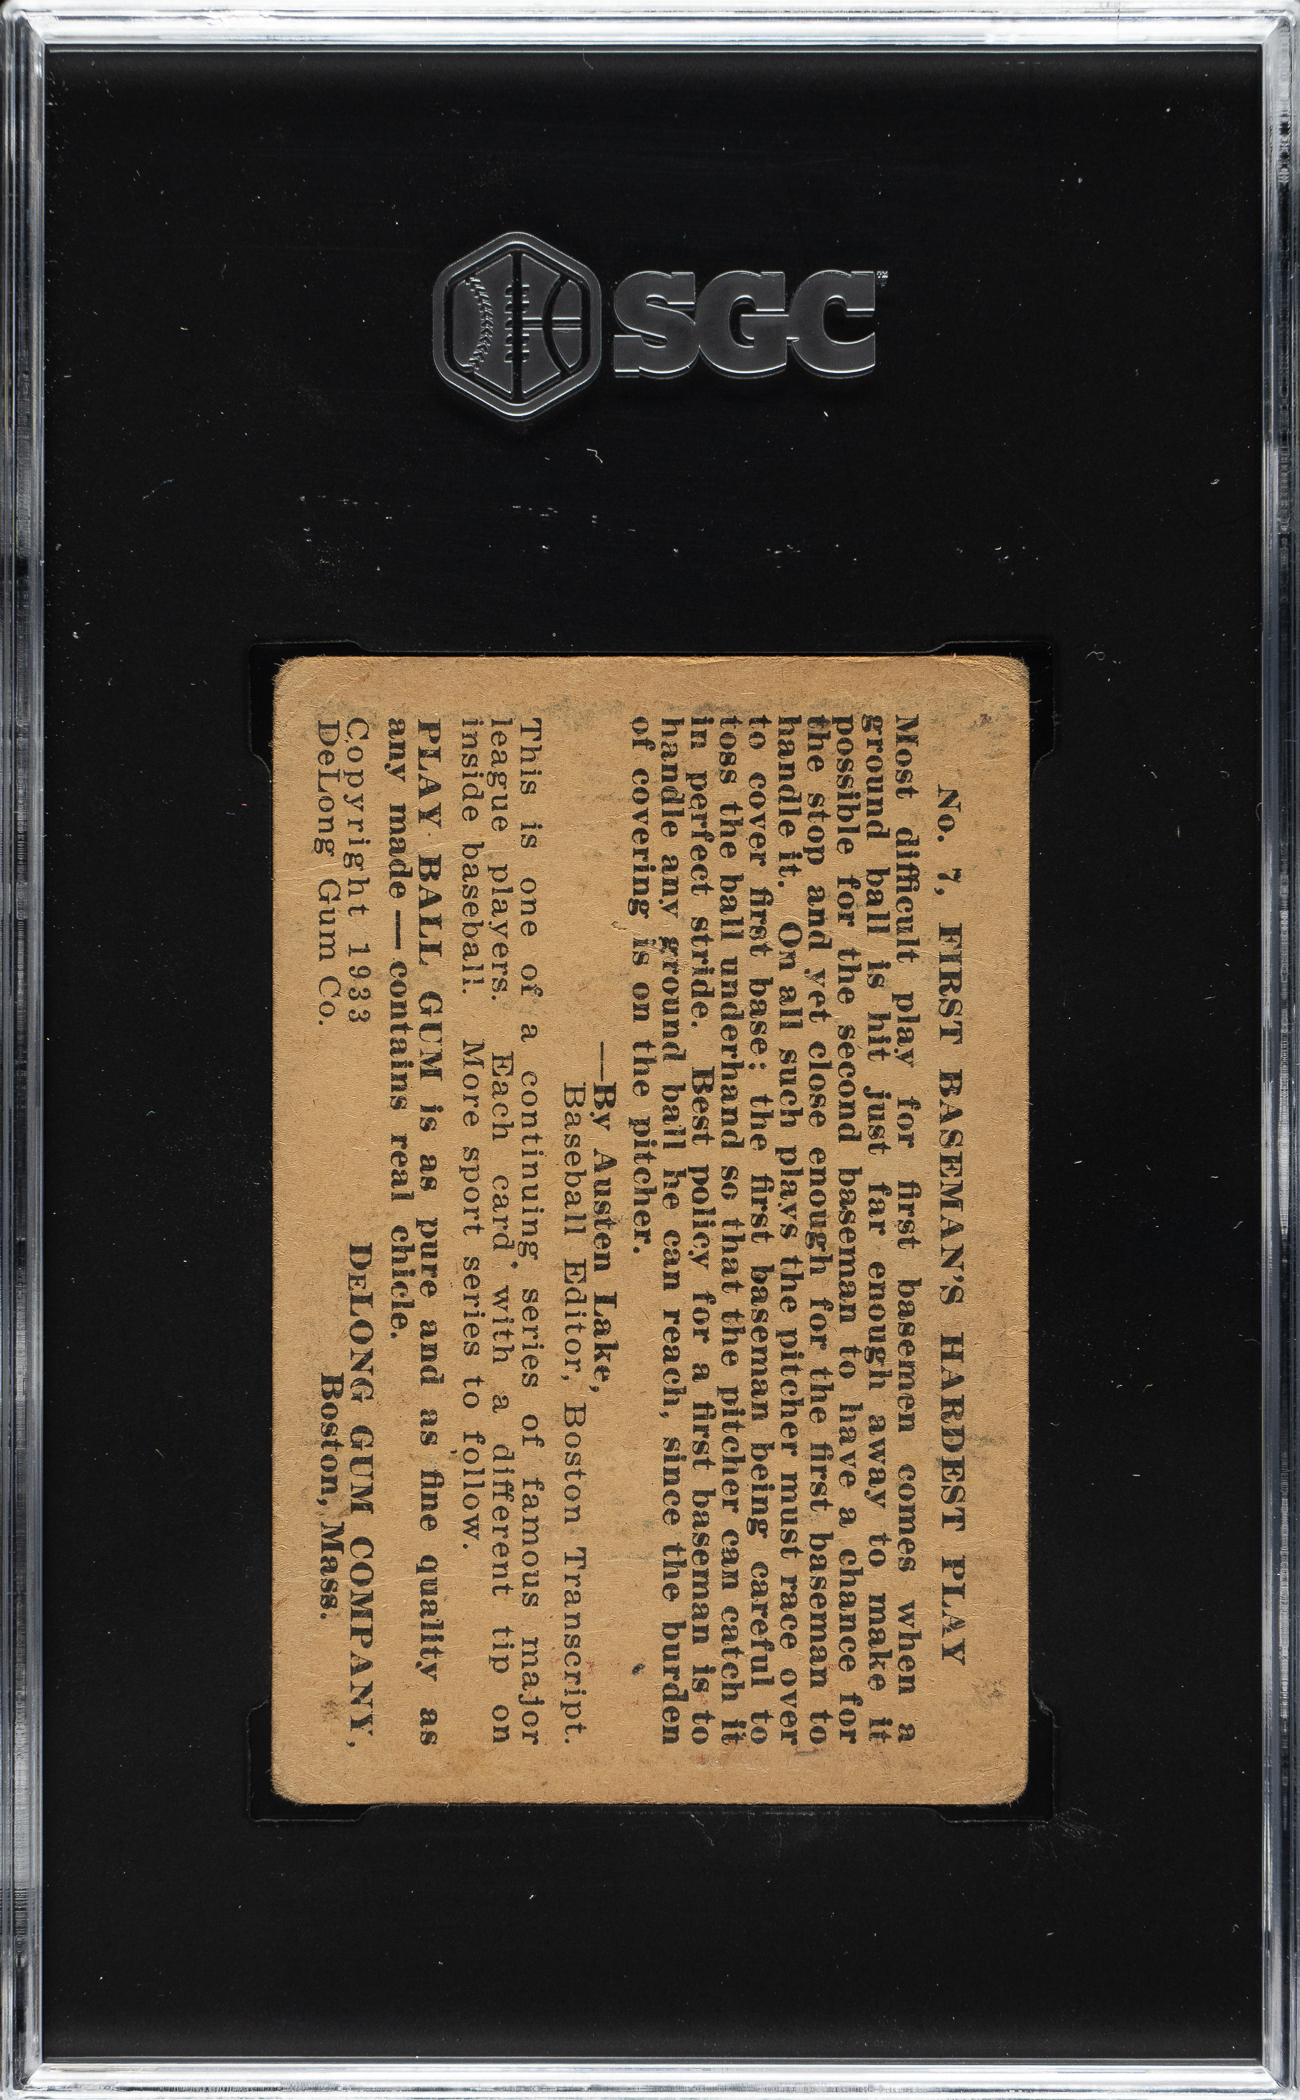 SGC™
No. 7, FIRST BASEMAN'S HARDEST PLAY
Most difficult play for first basemen comes when a
ground ball is hit just far enough away to make it
possible for the second baseman to have a chance for
the stop and yet close enough for the first baseman to
handle it. On all such plays the pitcher must race over
to cover first base; the first baseman being careful to
toss the ball underhand so that the pitcher can catch it
in perfect stride. Best policy for a first baseman is to
handle any ground ball he can reach, since the burden
of covering is on the pitcher.
—By Austen Lake,
Baseball Editor, Boston Transcript.
This is one of a continuing series of famous major
league players. Each card, with a different tip on
inside baseball. More sport series to follow.
PLAY BALL GUM is as pure and as fine quality as
any made — contains real chicle.
Copyright 1933
DeLong Gum Co.
DELONG GUM COMPANY,
Boston, Mass.